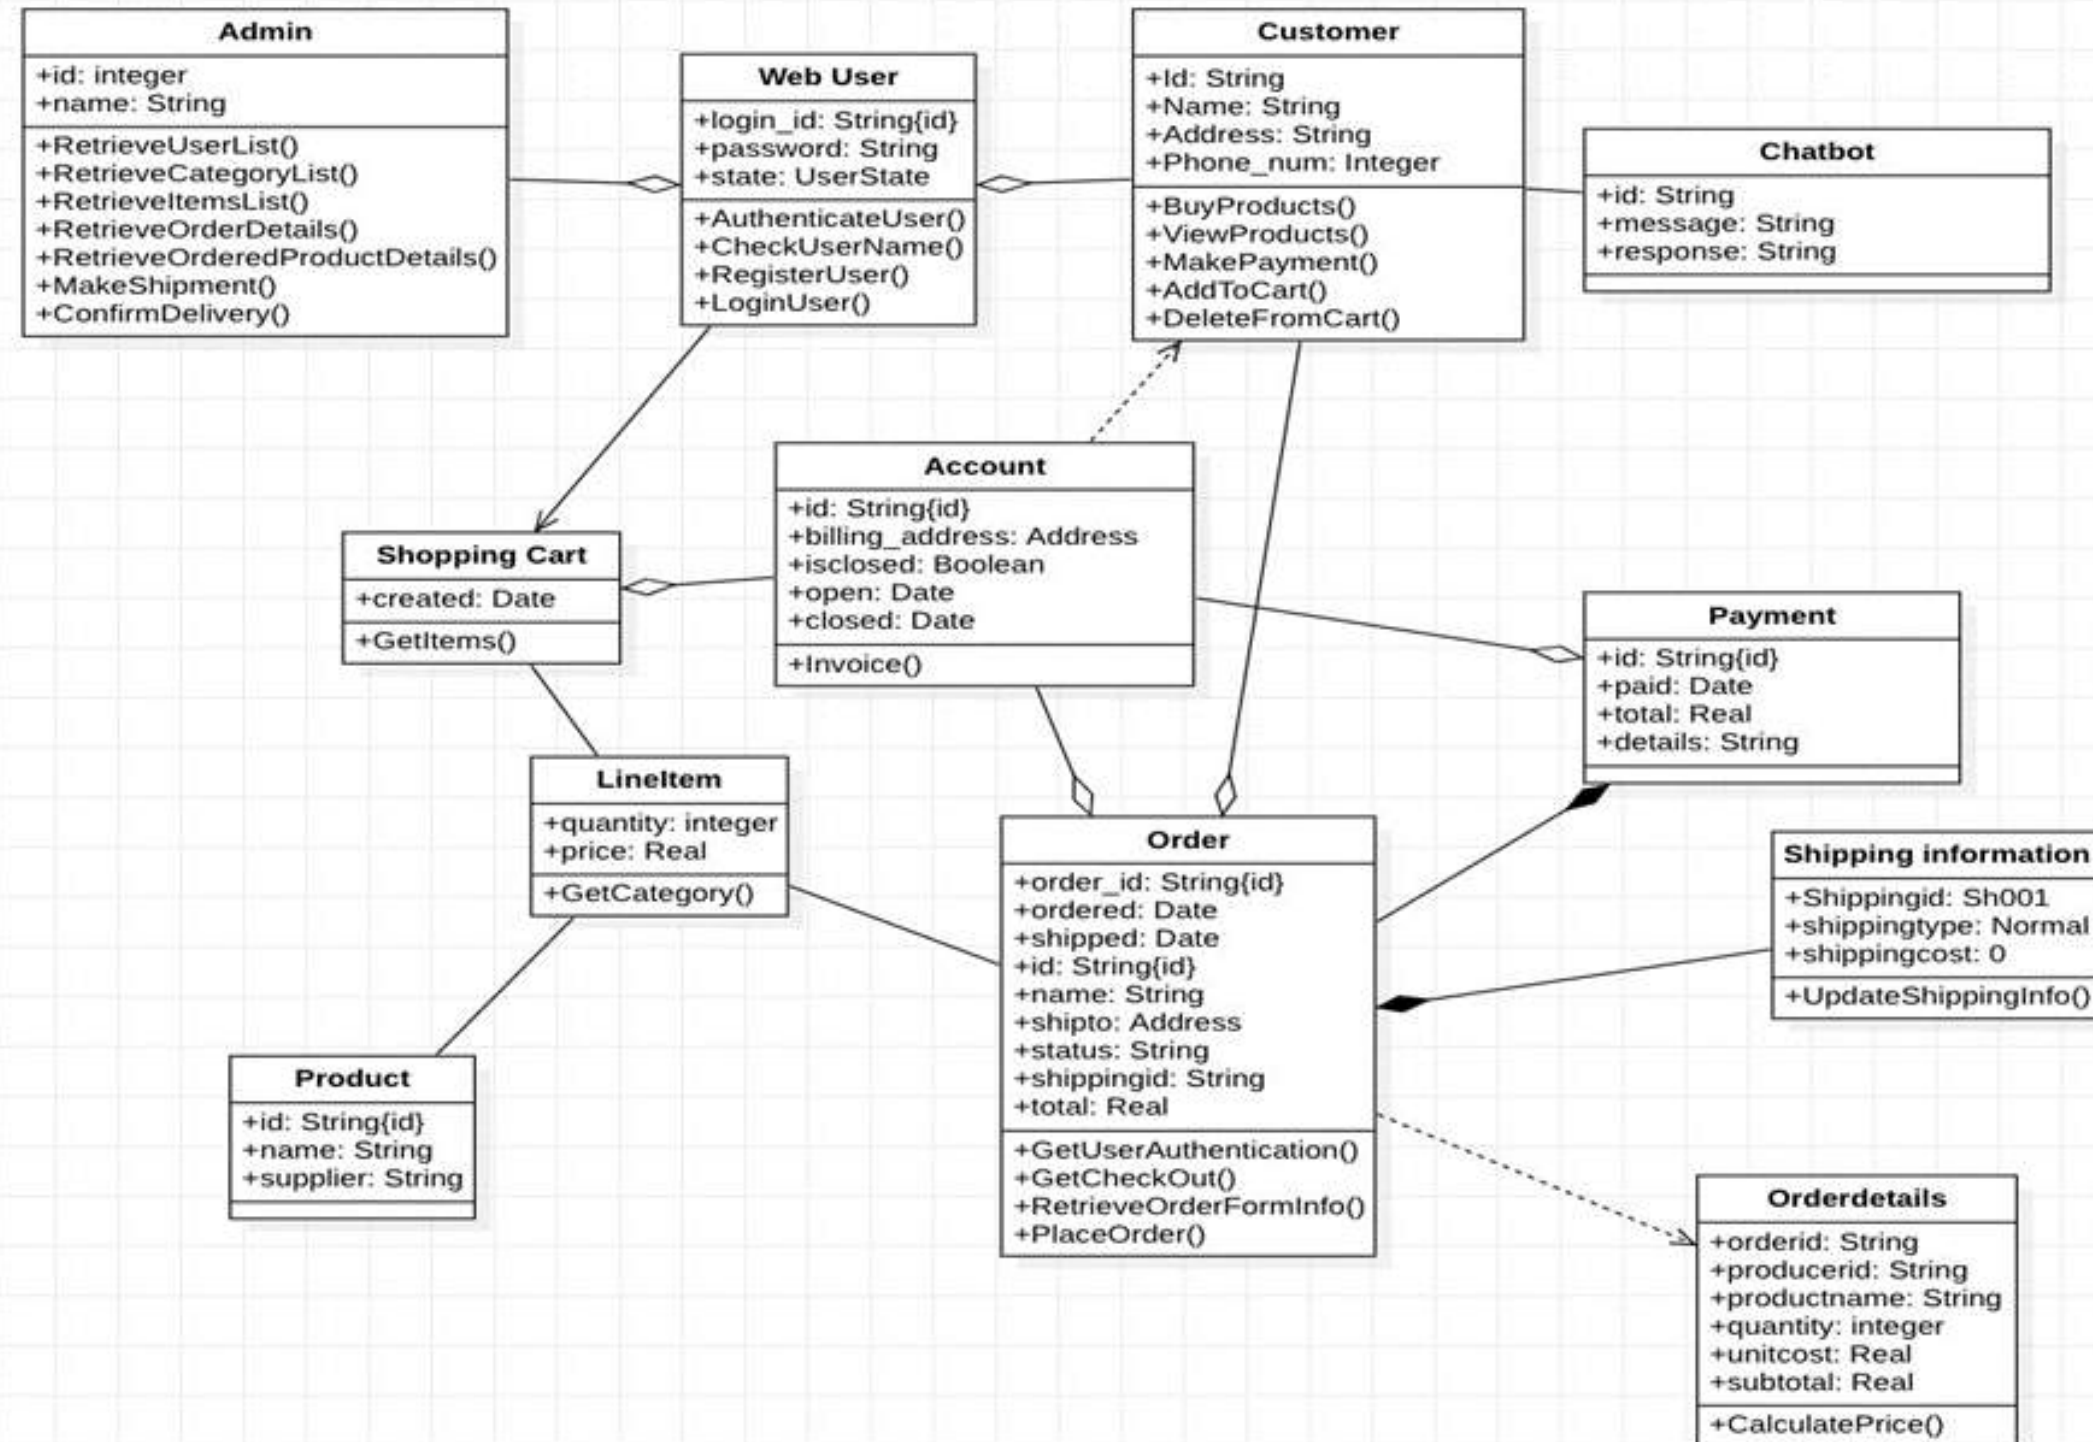 Admin
+id: integer
+name: String
+RetrieveUserList()
+RetrieveCategoryList()
+RetrieveItemsList()
+RetrieveOrderDetails()
+RetrieveOrderedProductDetails()
+MakeShipment()
+ConfirmDelivery()
Web User
+login_id: String{id}
+password: String
+state: UserState
+AuthenticateUser()
+CheckUserName()
+RegisterUser()
+LoginUser()
Customer
+Id: String
+Name: String
+Address: String
+Phone_num: Integer
+BuyProducts()
+ViewProducts()
+MakePayment()
+AddToCart()
+DeleteFromCart()
Chatbot
+id: String
+message: String
+response: String
Account
+id: String{id}
+billing_address: Address
+isclosed: Boolean
+open: Date
+closed: Date
+Invoice()
Shopping Cart
+created: Date
+GetItems()
Payment
+id: String{id}
+paid: Date
+total: Real
+details: String
LineItem
+quantity: integer
+price: Real
+GetCategory()
Order
+order_id: String{id}
+ordered: Date
+shipped: Date
+id: String{id}
+name: String
+shipto: Address
+status: String
+shippingid: String
+total: Real
+GetUserAuthentication()
+GetCheckOut()
+RetrieveOrderFormInfo()
+PlaceOrder()
Shipping information
+Shippingid: Sh001
+shippingtype: Normal
+shippingcost: 0
+UpdateShippingInfo()
Product
+id: String{id}
+name: String
+supplier: String
Orderdetails
+orderid: String
+producerid: String
+productname: String
+quantity: integer
+unitcost: Real
+subtotal: Real
+CalculatePrice()